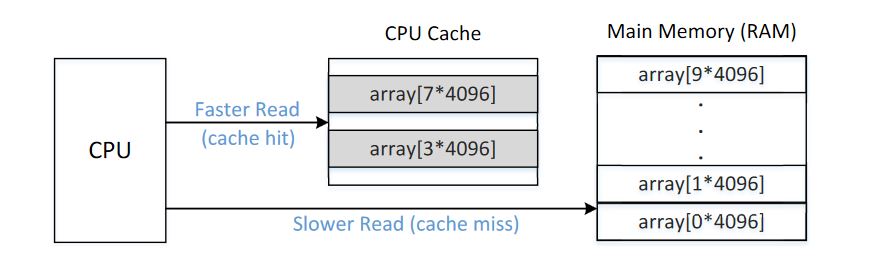 CPU Cache
Main Memory (RAM)
CPU
Faster Read
(cache hit)
array[7*4096]
array[3*4096]
Slower Read (cache miss)
array[9*4096]
.
.
.
array[1*4096]
array[0*4096]